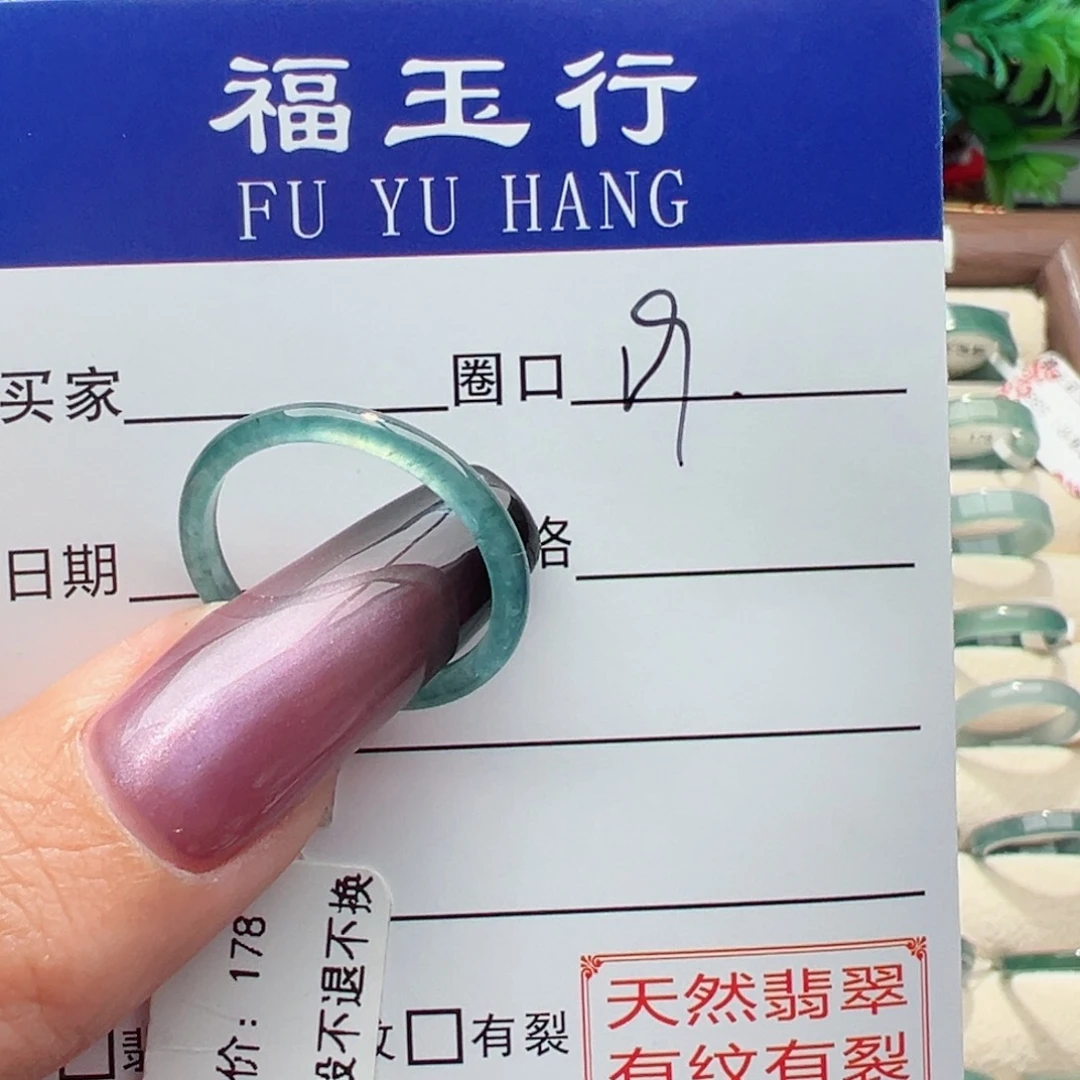 福玉行
FU YU HANG
买家 圈口 19.
日期 格
价: 178
不退不换
有裂
天然翡翠
有纹有裂